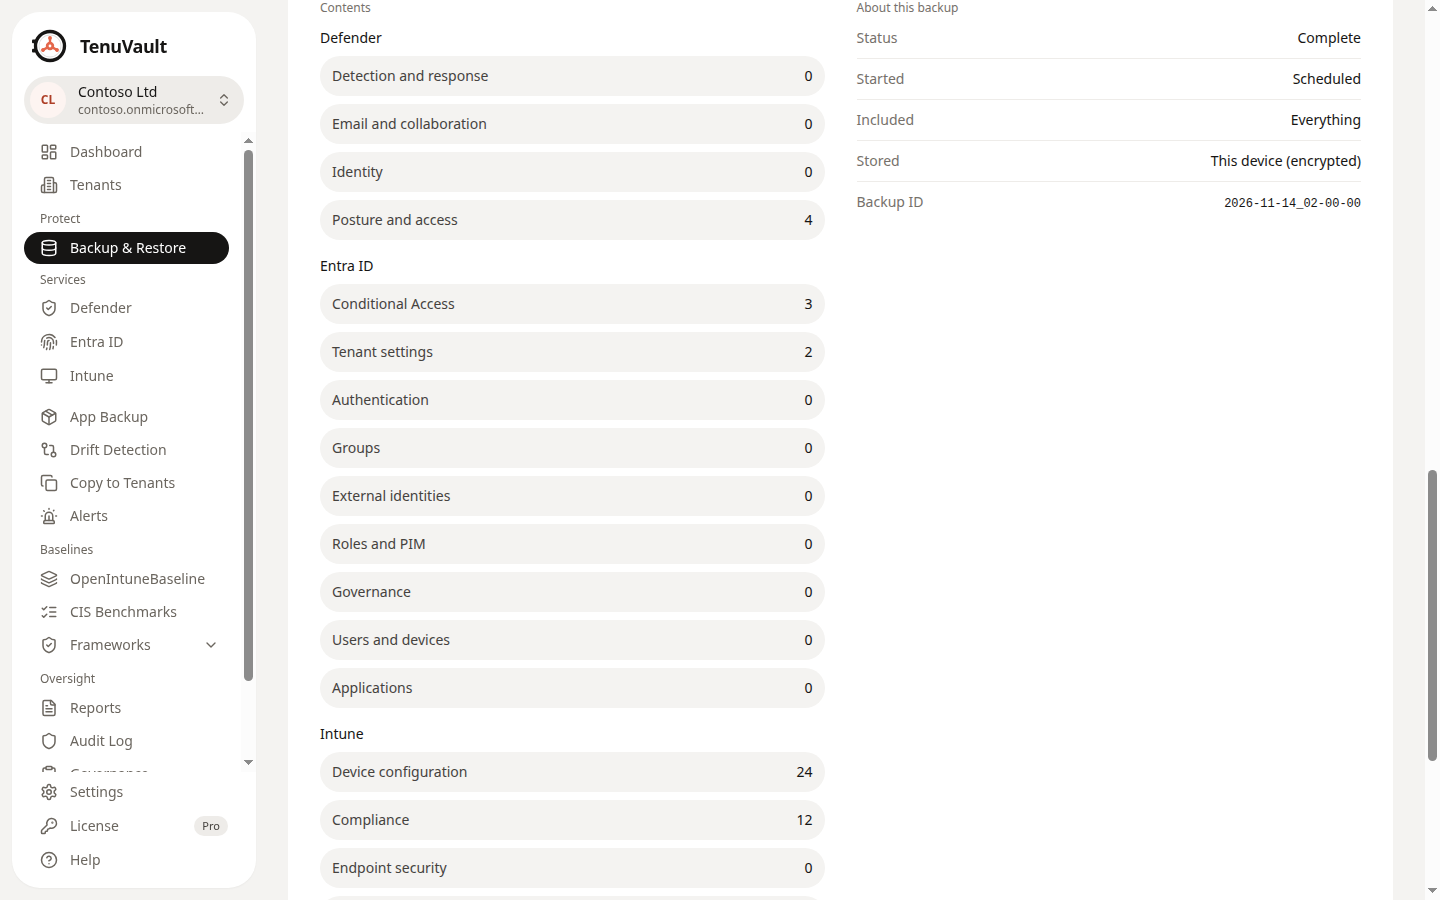 TenuVault
CL
Contoso Ltd
contoso.onmicrosoft...
Dashboard
Tenants
Protect
Backup & Restore
Services
Defender
Entra ID
Intune
App Backup
Drift Detection
Copy to Tenants
Alerts
Baselines
OpenIntuneBaseline
CIS Benchmarks
Frameworks
Oversight
Reports
Audit Log
Governance
Settings
License Pro
Help
Contents
Defender
Detection and response 0
Email and collaboration 0
Identity 0
Posture and access 4
Entra ID
Conditional Access 3
Tenant settings 2
Authentication 0
Groups 0
External identities 0
Roles and PIM 0
Governance 0
Users and devices 0
Applications 0
Intune
Device configuration 24
Compliance 12
Endpoint security 0
About this backup
Status Complete
Started Scheduled
Included Everything
Stored This device (encrypted)
Backup ID 2026-11-14_02-00-00